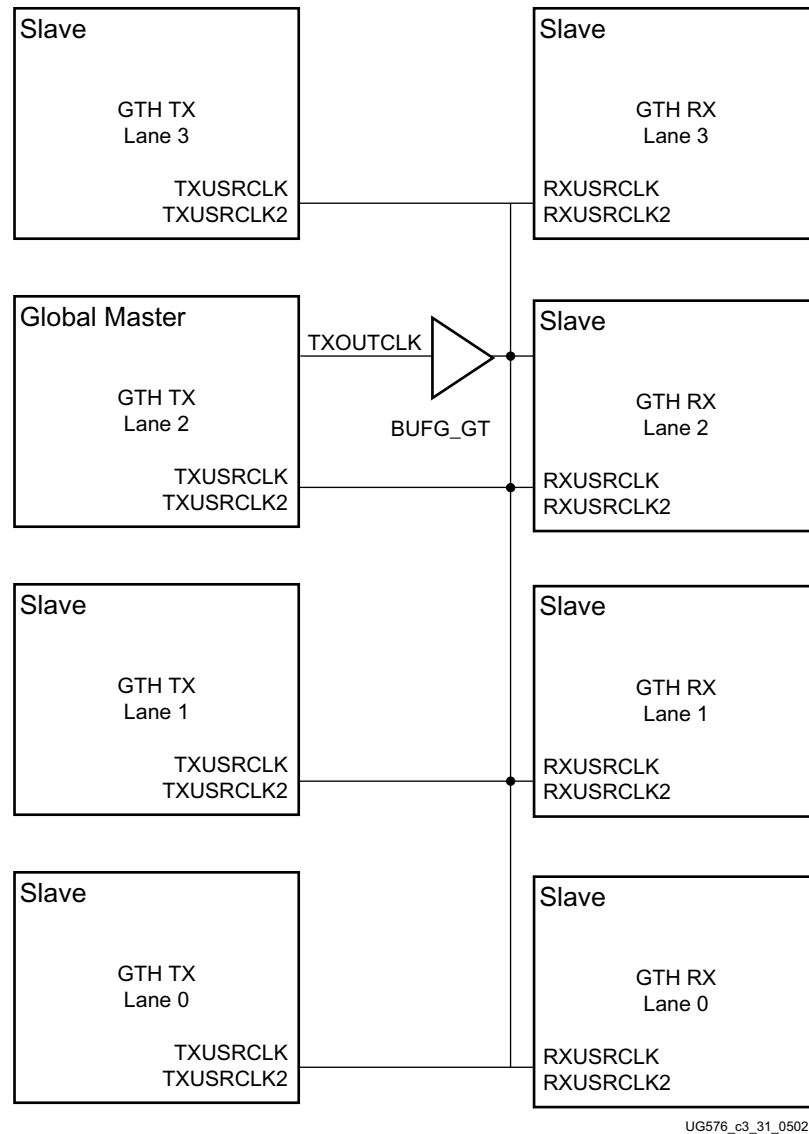 Slave
GTH TX
Lane 3
TXUSRCLK
TXUSRCLK2
Slave
GTH RX
Lane 3
RXUSRCLK
RXUSRCLK2
Global Master
GTH TX
Lane 2
TXUSRCLK
TXUSRCLK2
TXOUTCLK
BUFG_GT
Slave
GTH RX
Lane 2
RXUSRCLK
RXUSRCLK2
Slave
GTH TX
Lane 1
TXUSRCLK
TXUSRCLK2
Slave
GTH RX
Lane 1
RXUSRCLK
RXUSRCLK2
Slave
GTH TX
Lane 0
TXUSRCLK
TXUSRCLK2
Slave
GTH RX
Lane 0
RXUSRCLK
RXUSRCLK2
UG576_c3_31_0502